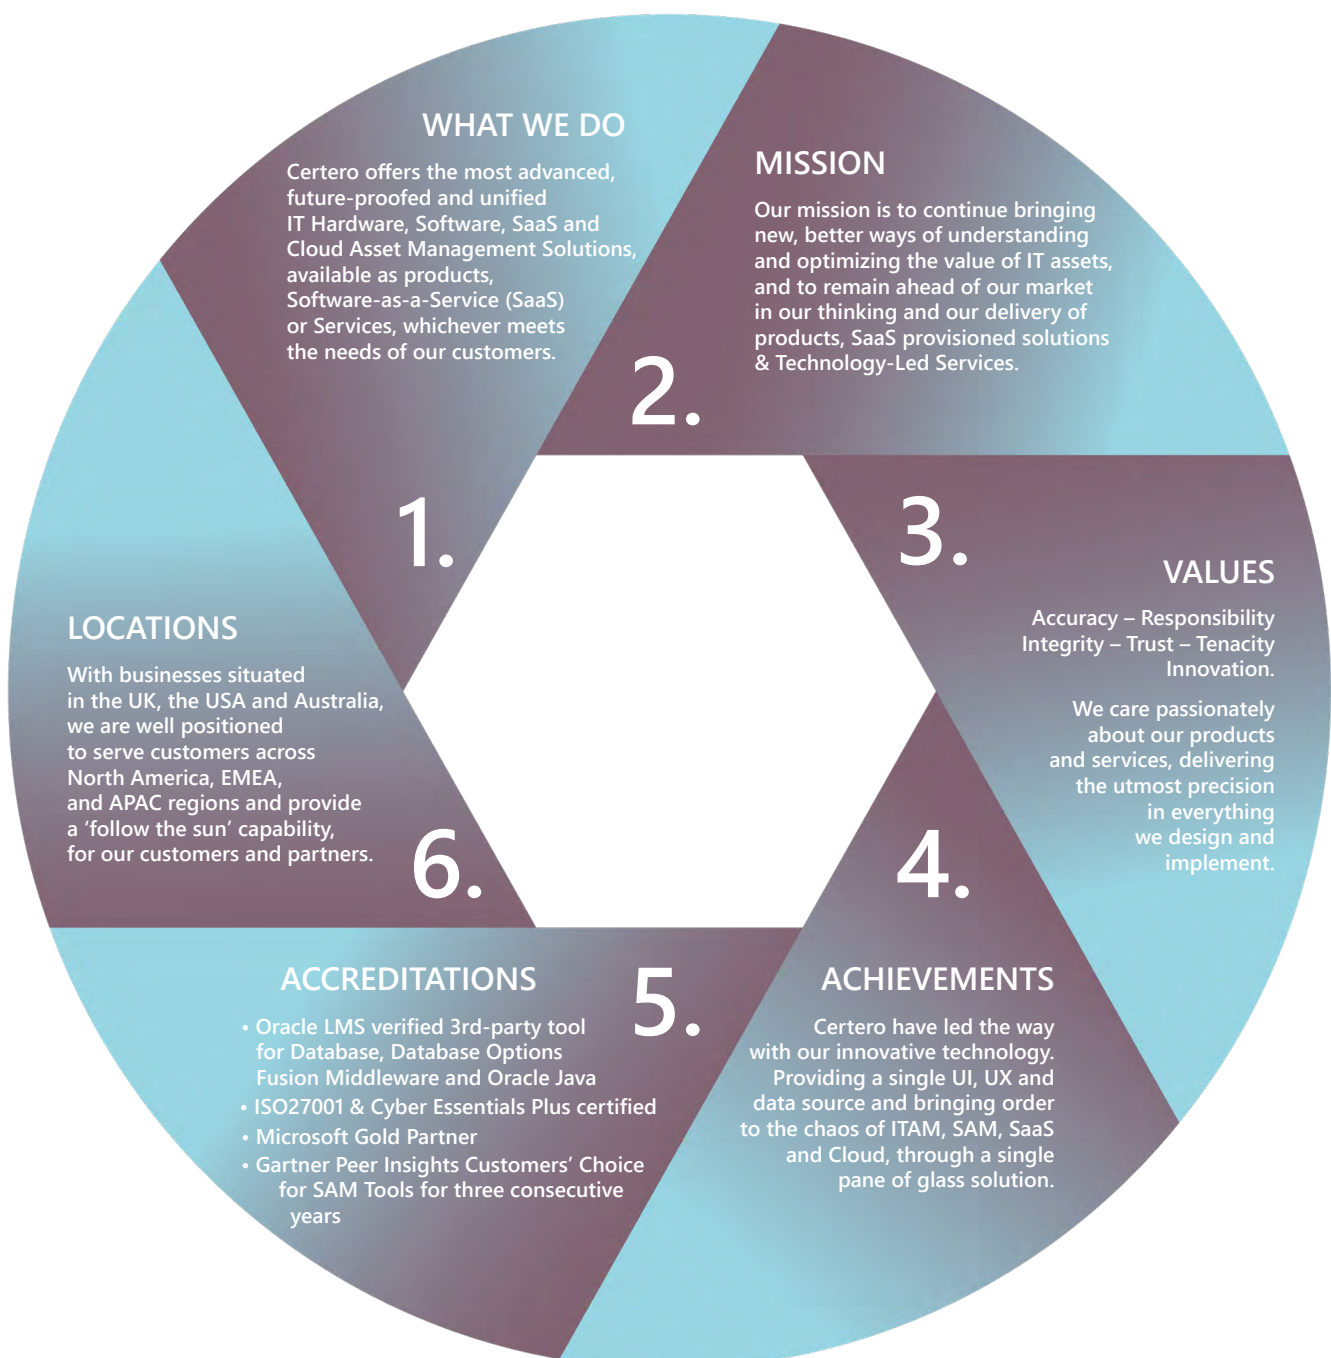 WHAT WE DO
Certero offers the most advanced,
future-proofed and unified
IT Hardware, Software, SaaS and
Cloud Asset Management Solutions,
available as products,
Software-as-a-Service (SaaS)
or Services, whichever meets
the needs of our customers.
1.
MISSION
Our mission is to continue bringing
new, better ways of understanding
and optimizing the value of IT assets,
and to remain ahead of our market
in our thinking and our delivery of
products, SaaS provisioned solutions
& Technology-Led Services.
2.
3.
VALUES
Accuracy – Responsibility
Integrity – Trust – Tenacity
Innovation.
We care passionately
about our products
and services, delivering
the utmost precision
in everything
we design and
implement.
4.
ACHIEVEMENTS
Certero have led the way
with our innovative technology.
Providing a single UI, UX and
data source and bringing order
to the chaos of ITAM, SAM, SaaS
and Cloud, through a single
pane of glass solution.
5.
ACCREDITATIONS
• Oracle LMS verified 3rd-party tool
for Database, Database Options
Fusion Middleware and Oracle Java
• ISO27001 & Cyber Essentials Plus certified
• Microsoft Gold Partner
• Gartner Peer Insights Customers’ Choice
for SAM Tools for three consecutive
years
6.
LOCATIONS
With businesses situated
in the UK, the USA and Australia,
we are well positioned
to serve customers across
North America, EMEA,
and APAC regions and provide
a ‘follow the sun’ capability,
for our customers and partners.